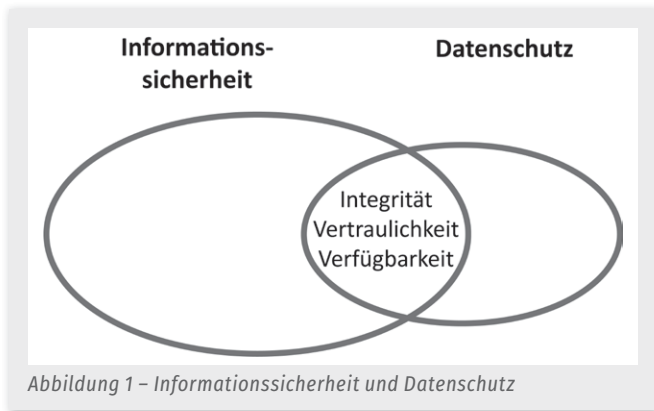 Informations-
sicherheit
Datenschutz
Integrität
Vertraulichkeit
Verfügbarkeit
Abbildung 1 – Informationssicherheit und Datenschutz